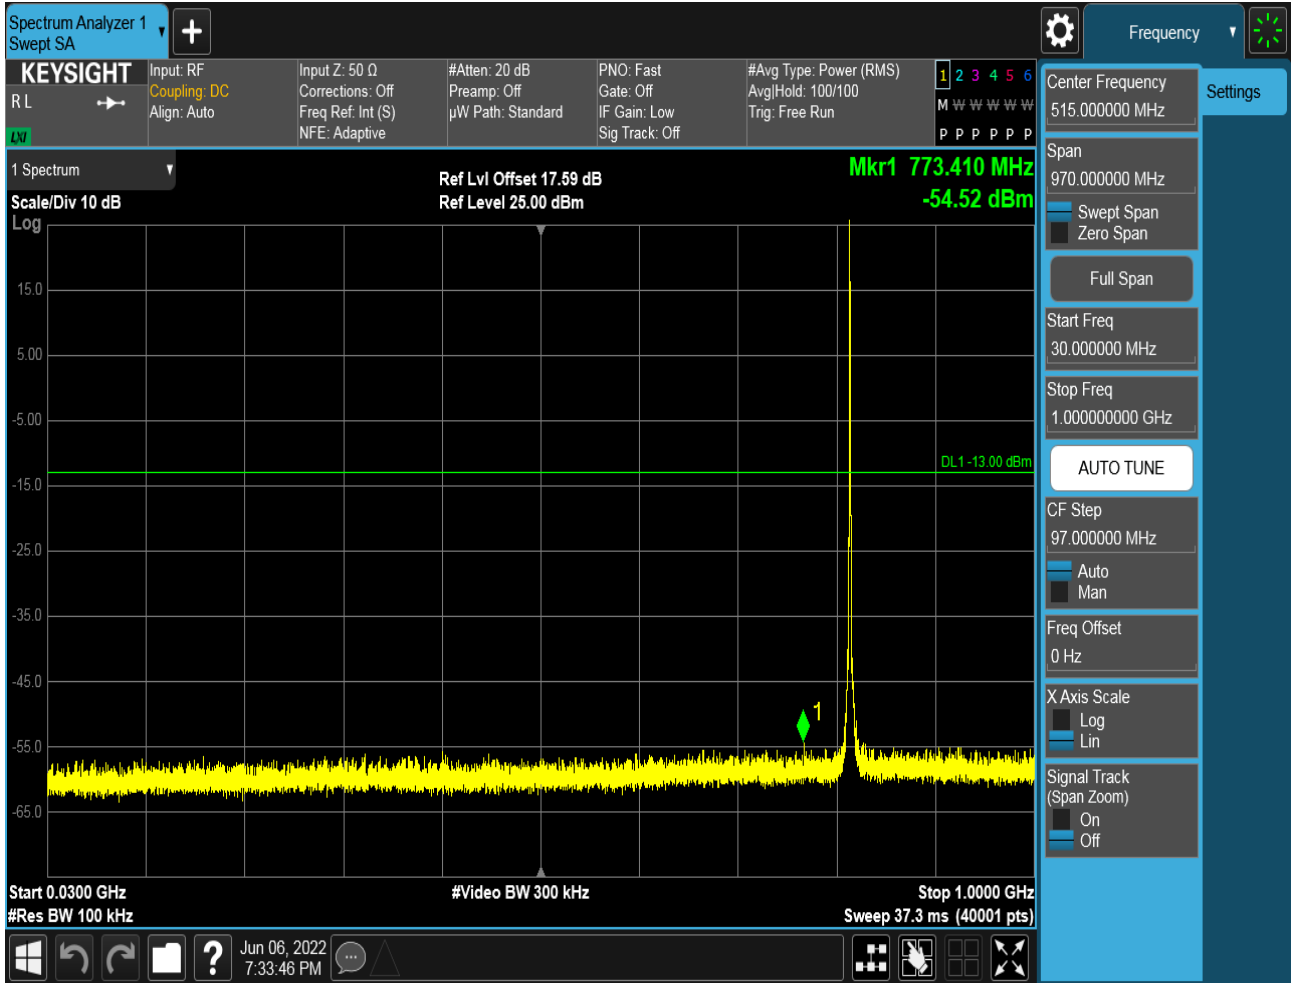 Spectrum Analyzer 1
Swept SA
+
Frequency
KEYSIGHT
R L
LXI
Input: RF
Coupling: DC
Align: Auto
Input Z: 50 Ω
Corrections: Off
Freq Ref: Int (S)
NFE: Adaptive
#Atten: 20 dB
Preamp: Off
µW Path: Standard
PNO: Fast
Gate: Off
IF Gain: Low
Sig Track: Off
#Avg Type: Power (RMS)
Avg|Hold: 100/100
Trig: Free Run
1 2 3 4 5 6
M W W W W W
P P P P P P
1 Spectrum
Scale/Div 10 dB
Log
Ref Lvl Offset 17.59 dB
Ref Level 25.00 dBm
Mkr1 773.410 MHz
-54.52 dBm
15.0
5.00
-5.00
-15.0
-25.0
-35.0
-45.0
-55.0
-65.0
DL1 -13.00 dBm
1
Start 0.0300 GHz
#Res BW 100 kHz
#Video BW 300 kHz
Stop 1.0000 GHz
Sweep 37.3 ms (40001 pts)
Center Frequency
515.000000 MHz
Span
970.000000 MHz
Swept Span
Zero Span
Full Span
Start Freq
30.000000 MHz
Stop Freq
1.000000000 GHz
AUTO TUNE
CF Step
97.000000 MHz
Auto
Man
Freq Offset
0 Hz
X Axis Scale
Log
Lin
Signal Track
(Span Zoom)
On
Off
Settings
?
Jun 06, 2022
7:33:46 PM